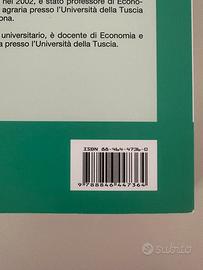 nel 2002, è stato professore di Econo-
agraria presso l'Università della Tuscia
ona.
universitario, è docente di Economia e
a presso l'Università della Tuscia.
ISBN 88-464-4736-0
9 788846 447364
subito